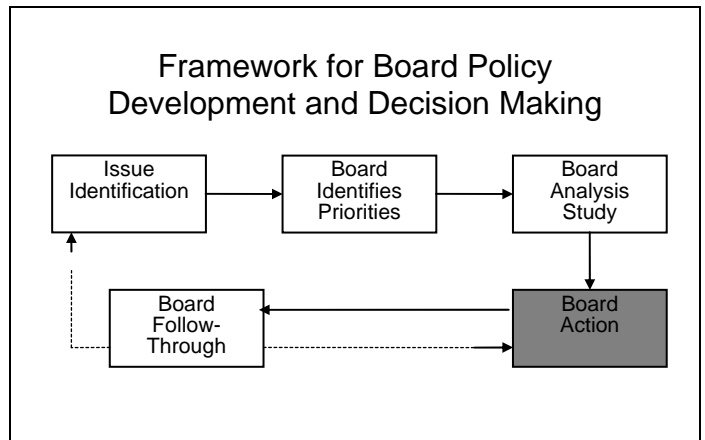 Framework for Board Policy
Development and Decision Making
Issue
Identification
Board
Identifies
Priorities
Board
Analysis
Study
Board
Follow-
Through
Board
Action